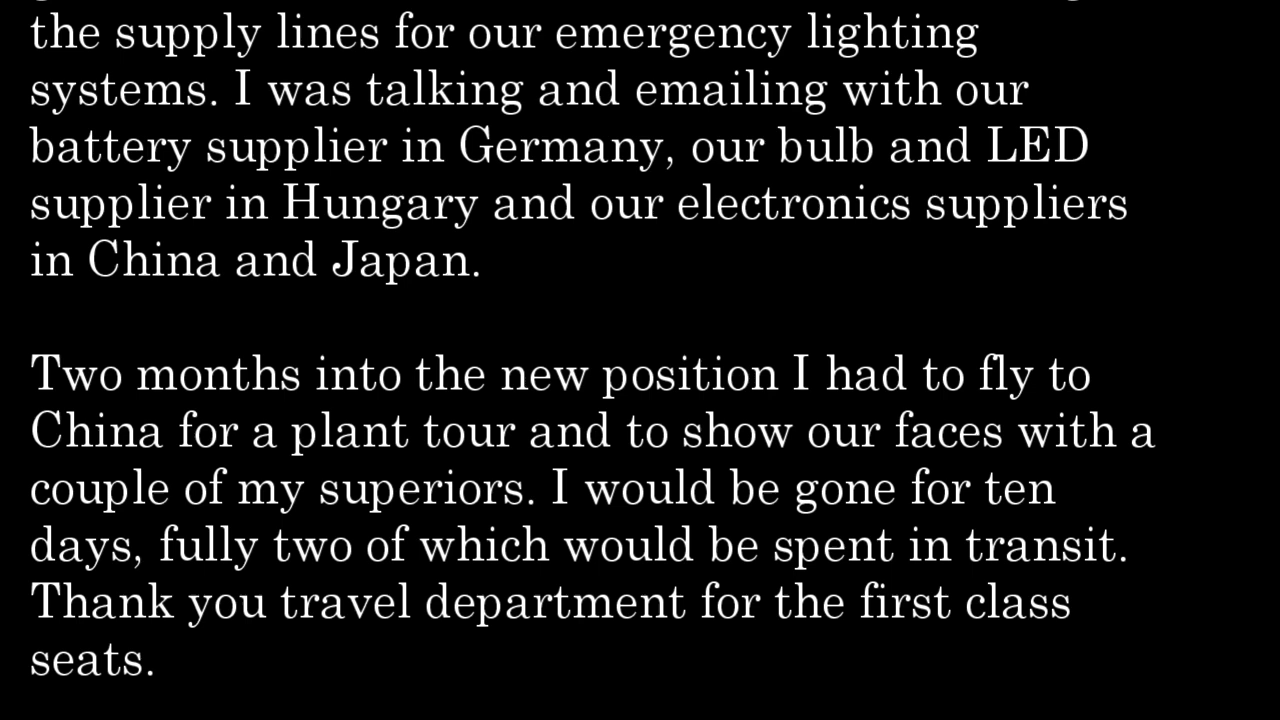 the supply lines for our emergency lighting
systems. I was talking and emailing with our
battery supplier in Germany, our bulb and LED
supplier in Hungary and our electronics suppliers
in China and Japan.
Two months into the new position I had to fly to
China for a plant tour and to show our faces with a
couple of my superiors. I would be gone for ten
days, fully two of which would be spent in transit.
Thank you travel department for the first class
seats.